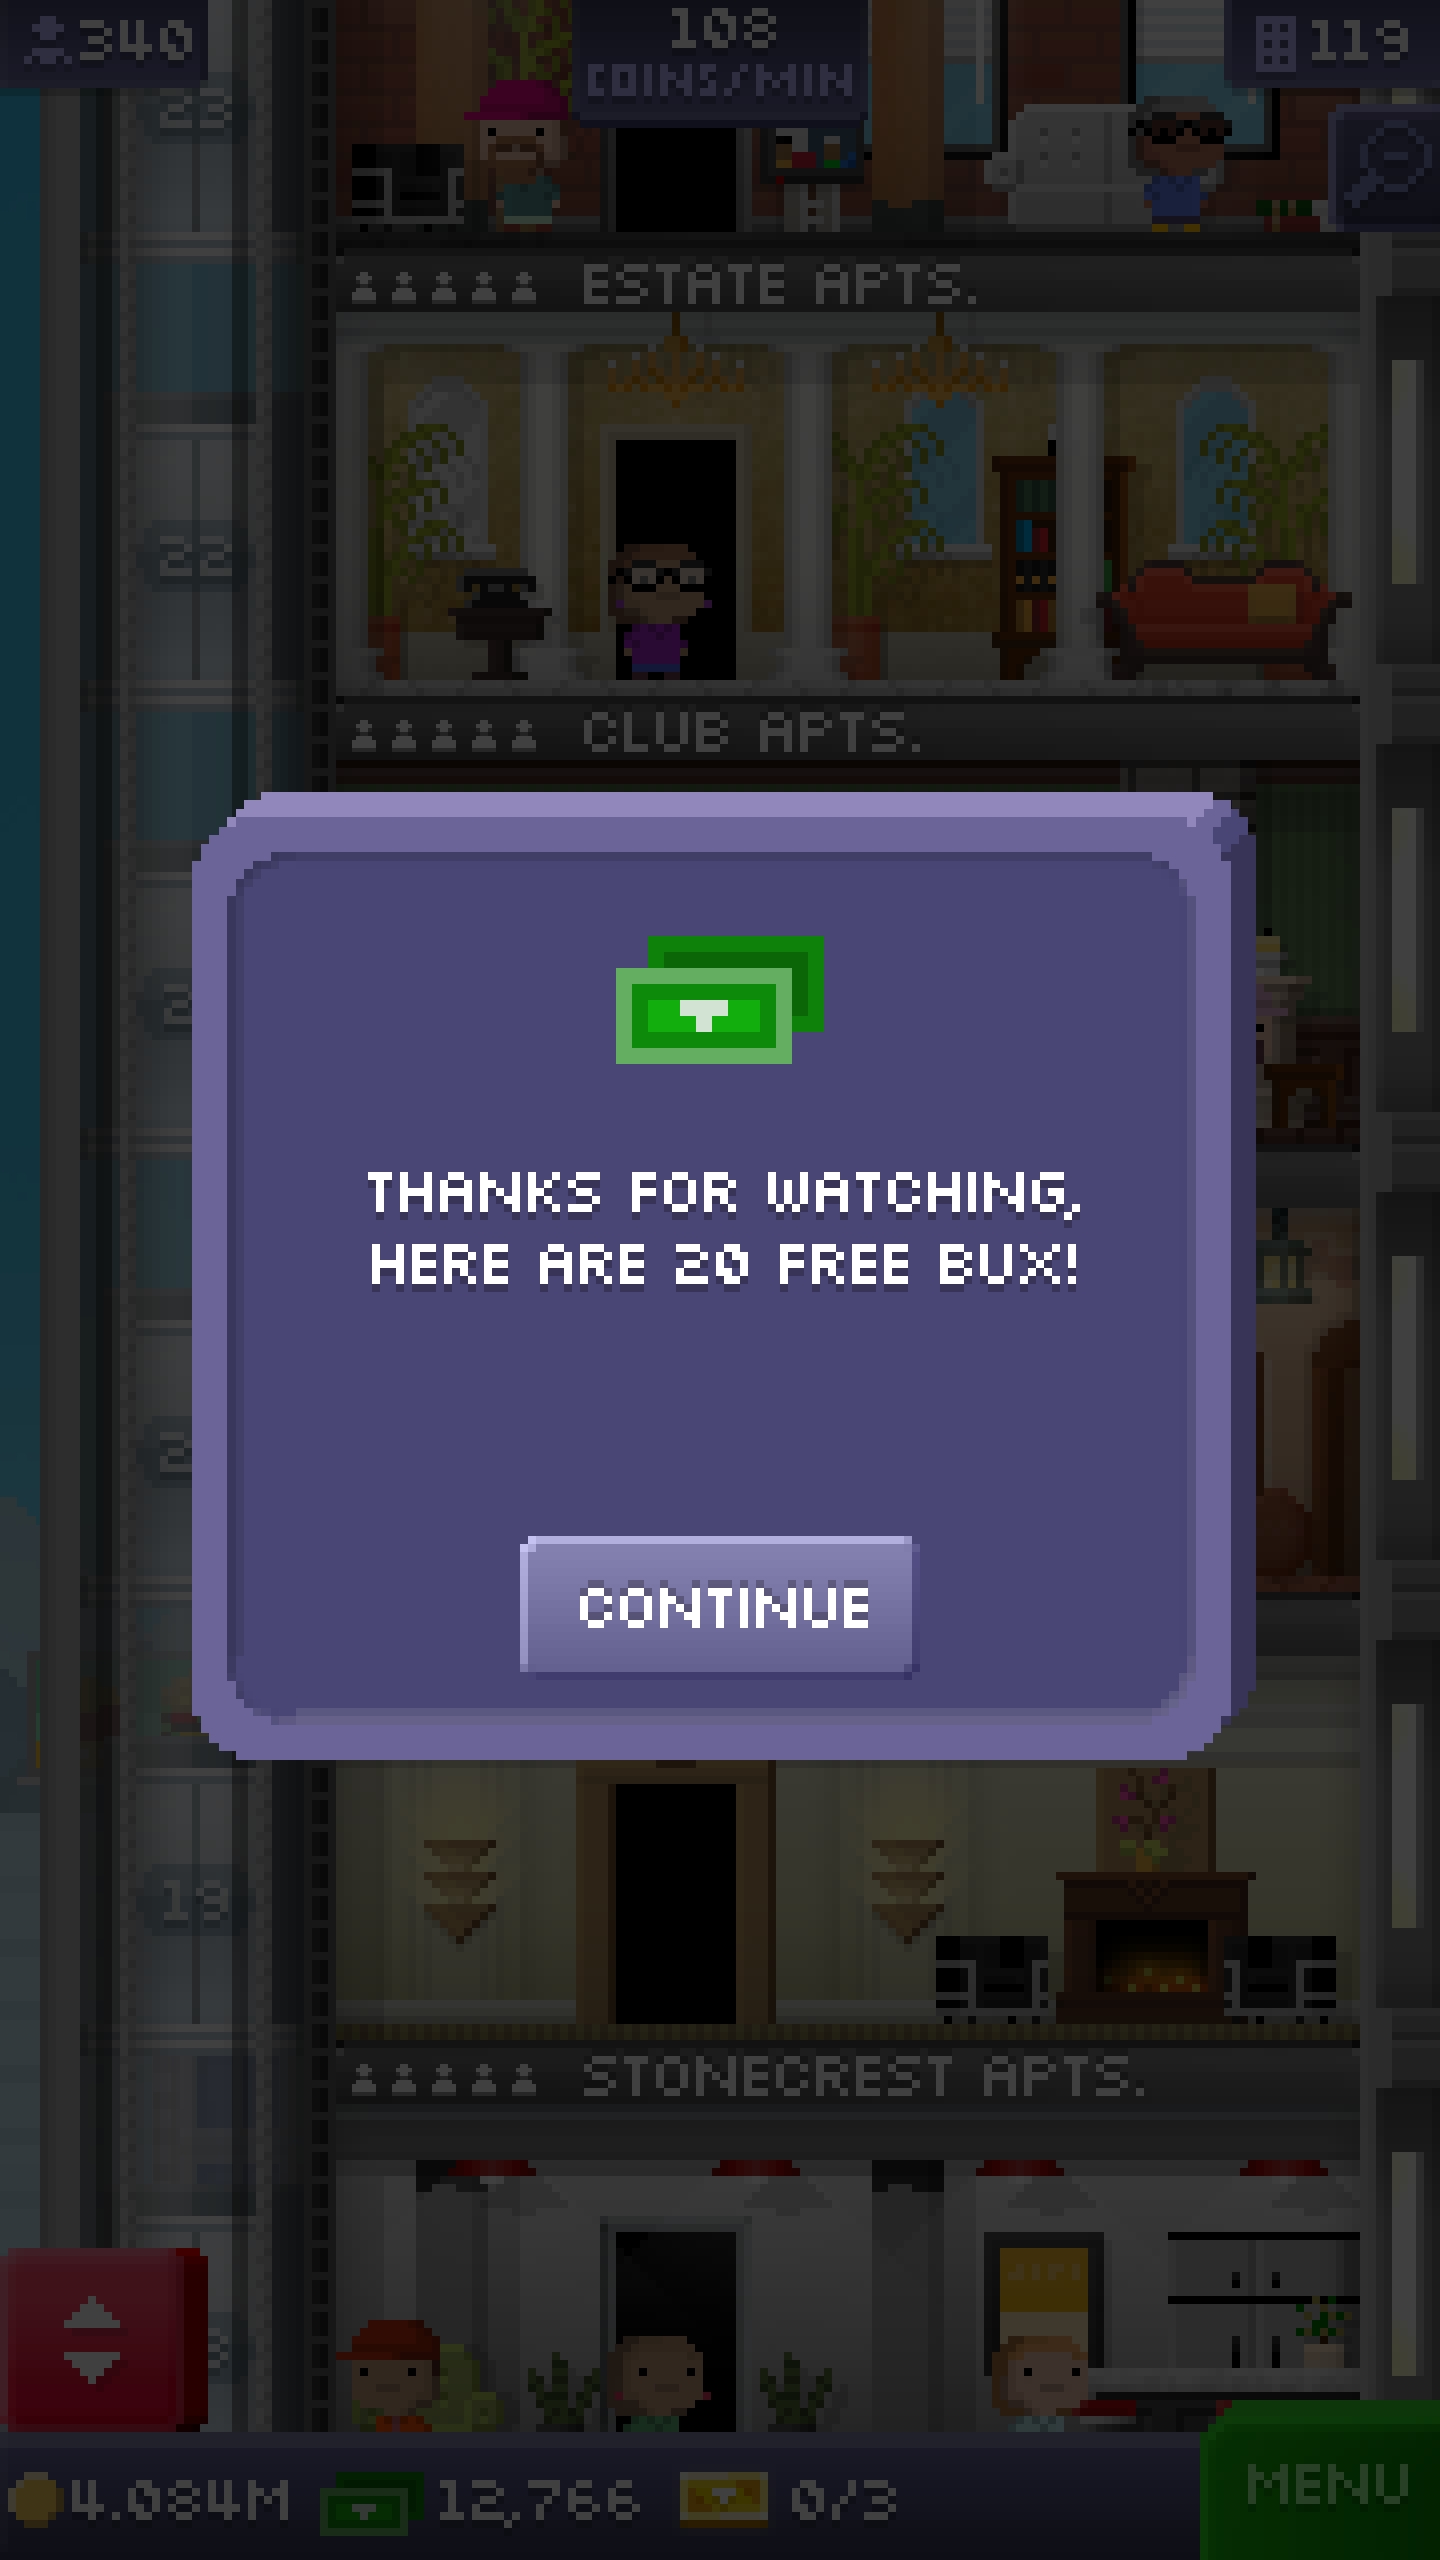 340
108
COINS/MIN
119
23
ESTATE APTS.
22
CLUB APTS.
THANKS FOR WATCHING,
HERE ARE 20 FREE BUX!
CONTINUE
19
STONECREST APTS.
4.084M
12,766
0/3
MENU